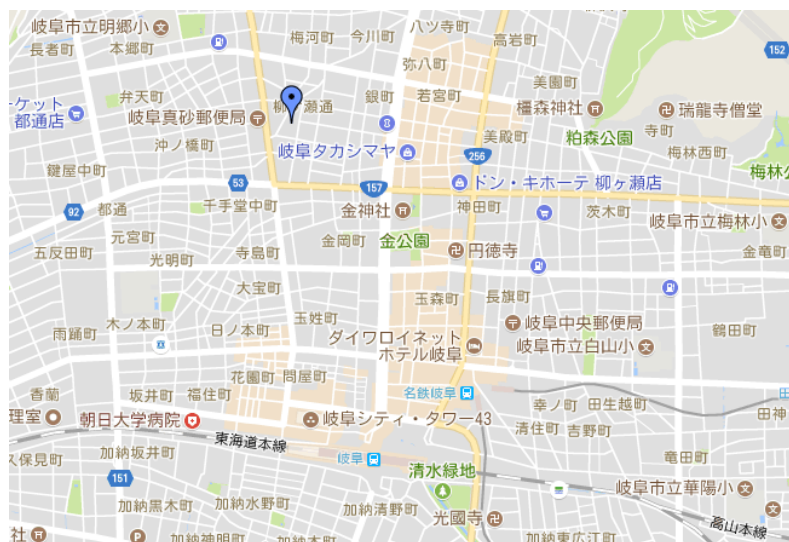 岐阜市立明郷小
長者町
本郷町
梅河町
今川町
八ツ寺町
高岩町
152
弥八町
美園町
ーケット
都通店
弁天町
岐阜真砂郵便局
柳ケ瀬通
銀町
若宮町
橿森神社
瑞龍寺僧堂
寺町
沖ノ橋町
岐阜タカシマヤ
美殿町
粕森公園
梅林西町
256
鍵屋中町
53
157
ドン・キホーテ 柳ヶ瀬店
梅林公
92
都通
千手堂中町
金神社
神田町
茨木町
岐阜市立梅林小
元宮町
五反田町
光明町
寺島町
金岡町
金公園
円徳寺
金竜町
大宝町
玉森町
長旗町
木ノ本町
雨踊町
日ノ本町
玉姓町
ダイワロイネット
ホテル岐阜
岐阜中央郵便局
岐阜市立白山小
鶴田町
花園町
問屋町
香蘭
坂井町
福住町
名鉄岐阜
理室
朝日大学病院
岐阜シティ・タワー43
幸ノ町
田生越町
田神
清住町
吉野町
東海道本線
久保見町
加納坂井町
岐阜
清水緑地
竜田町
151
加納黒木町
加納水野町
加納清野町
光國寺
岐阜市立華陽小
社
P
加納神明町
加納本町
加納東広江町
高山本線